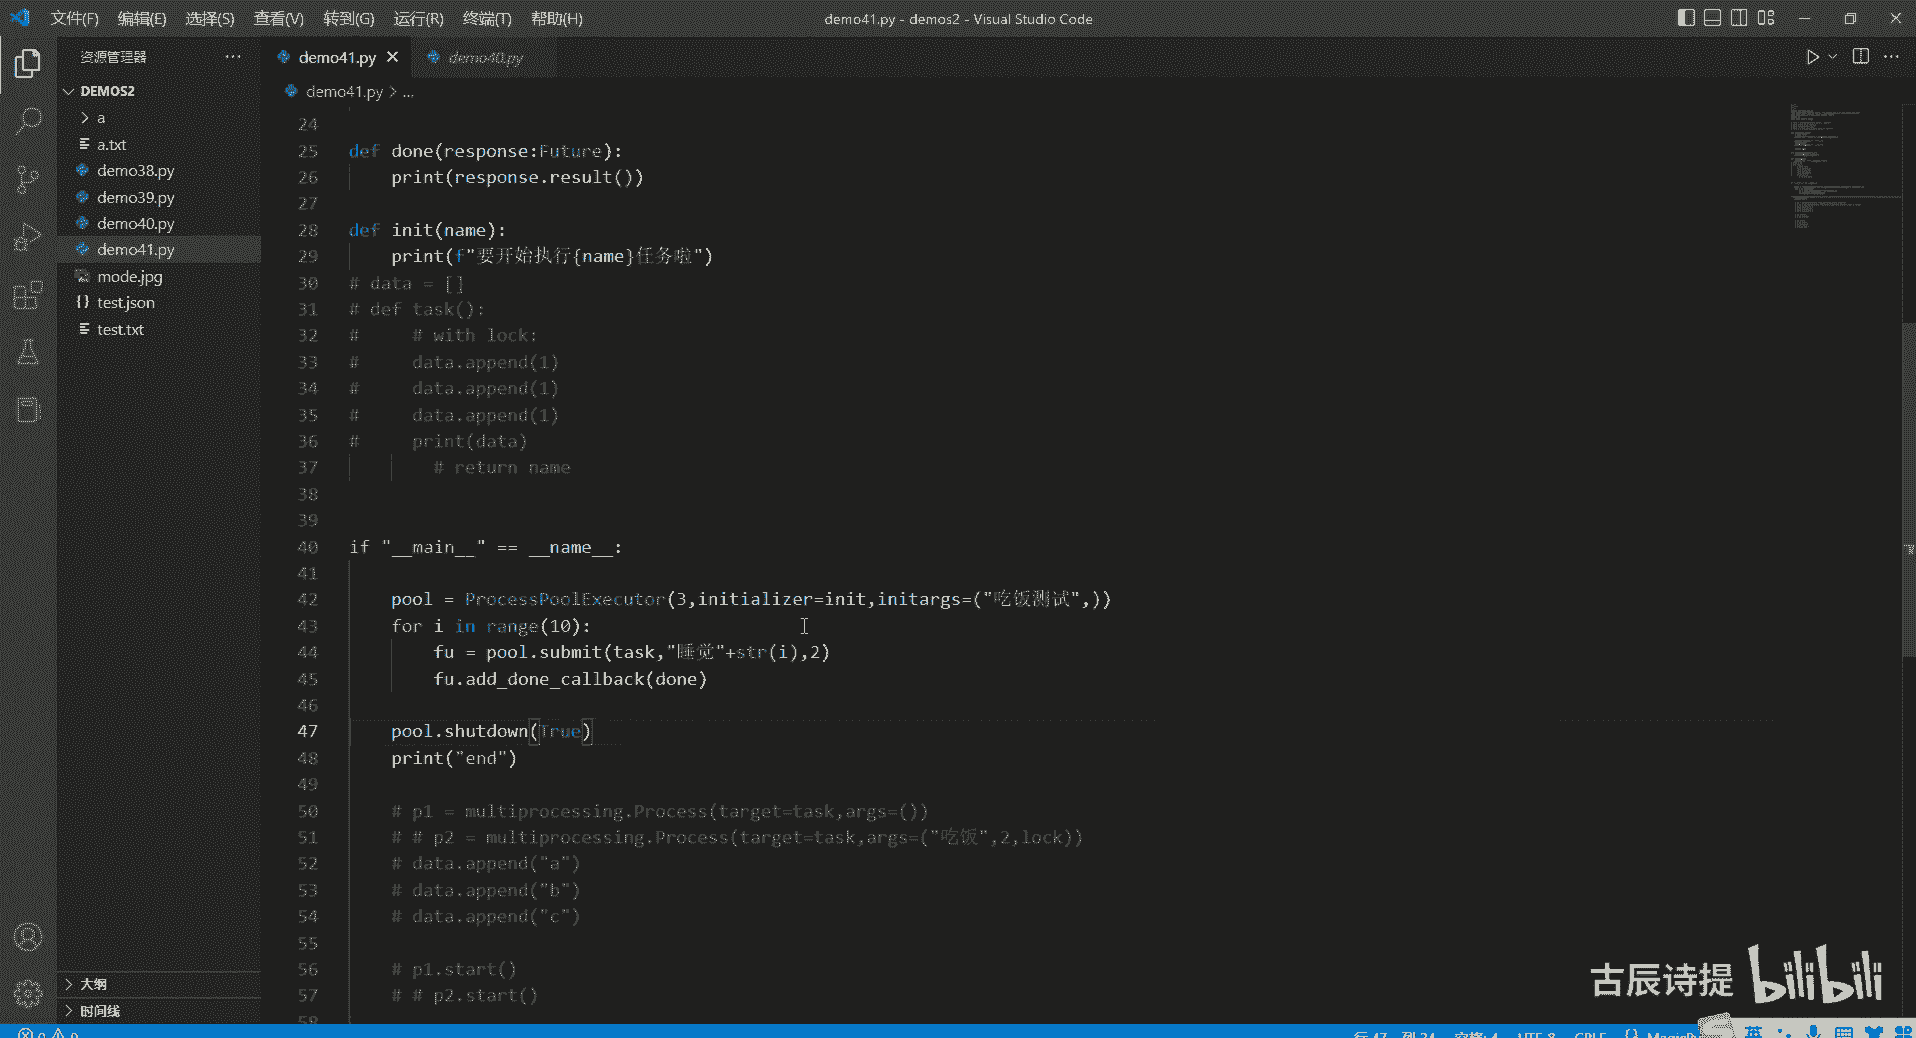 文件(F) 编辑(E) 选择(S) 查看(V) 转到(G) 运行(R) 终端(T) 帮助(H) demo41.py - demos2 - Visual Studio Code
资源管理器 ···
DEMOS2
a
a.txt
demo38.py
demo39.py
demo40.py
demo41.py
mode.jpg
{} test.json
test.txt
大纲
时间线
demo41.py demo40.py
demo41.py > ...
24
25 def done(response:Future):
26 print(response.result())
27
28 def init(name):
29 print(f"要开始执行{name}任务啦")
30 # data = []
31 # def task():
32 # # with lock:
33 # data.append(1)
34 # data.append(1)
35 # data.append(1)
36 # print(data)
37 # return name
38
39
40 if "__main__" == __name__:
41
42 pool = ProcessPoolExecutor(3,initializer=init,initargs=("吃饭测试",))
43 for i in range(10):
44 fu = pool.submit(task,"睡觉"+str(i),2)
45 fu.add_done_callback(done)
46
47 pool.shutdown(True)
48 print("end")
49
50 # p1 = multiprocessing.Process(target=task,args=())
51 # # p2 = multiprocessing.Process(target=task,args=("吃饭",2,lock))
52 # data.append("a")
53 # data.append("b")
54 # data.append("c")
55
56 # p1.start()
57 # # p2.start()
58
古辰诗提 bilibili
英